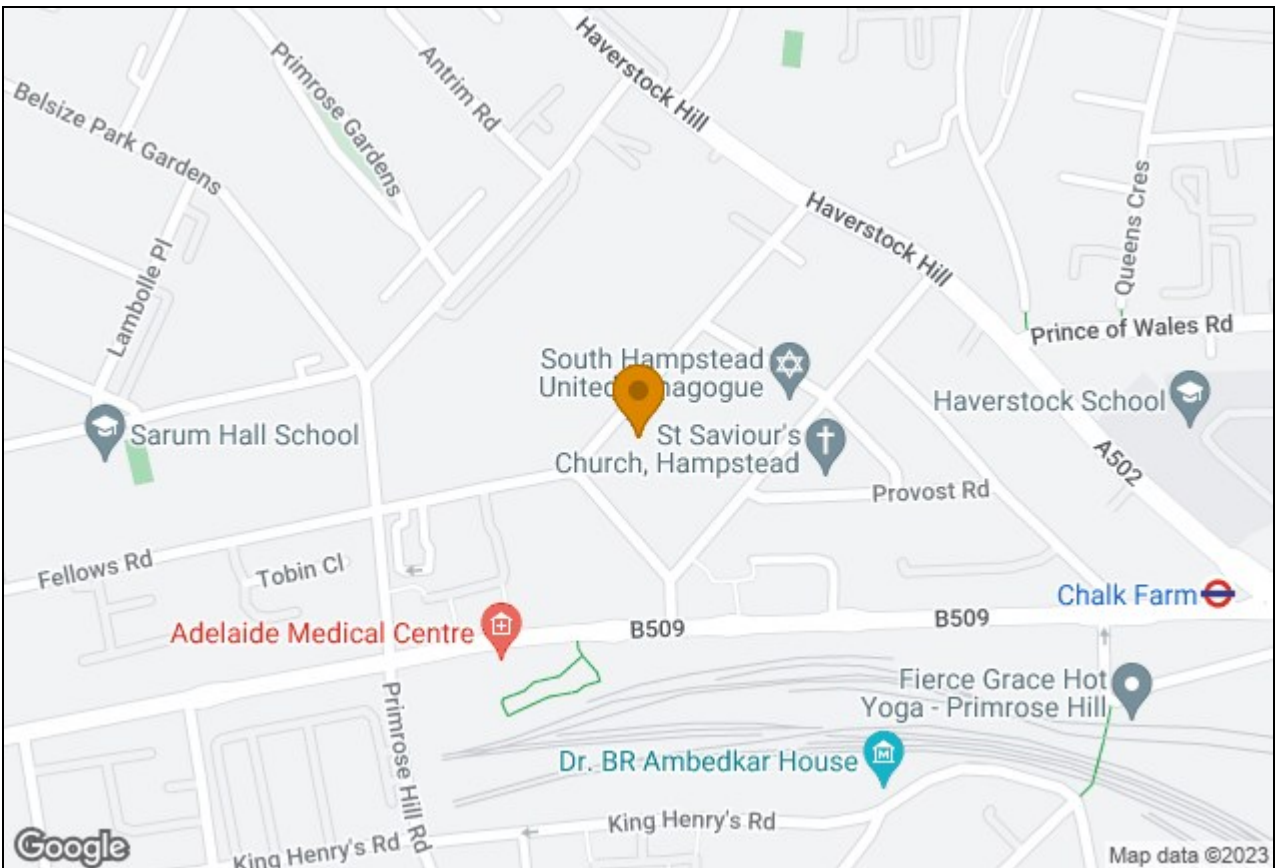 Haverstock Hill
Antrim Rd
Primrose Gardens
Belsize Park Gardens
Queens Cres
Haverstock Hill
Lambolle Pl
Prince of Wales Rd
South Hampstead
United Synagogue
Haverstock School
Sarum Hall School
St Saviour's
Church, Hampstead
A502
Provost Rd
Fellows Rd
Tobin Cl
Chalk Farm
Adelaide Medical Centre
B509
B509
Fierce Grace Hot
Yoga - Primrose Hill
Primrose Hill Rd
Dr. BR Ambedkar House
M
King Henry's Rd
King Henry's Rd
Google
Map data ©2023